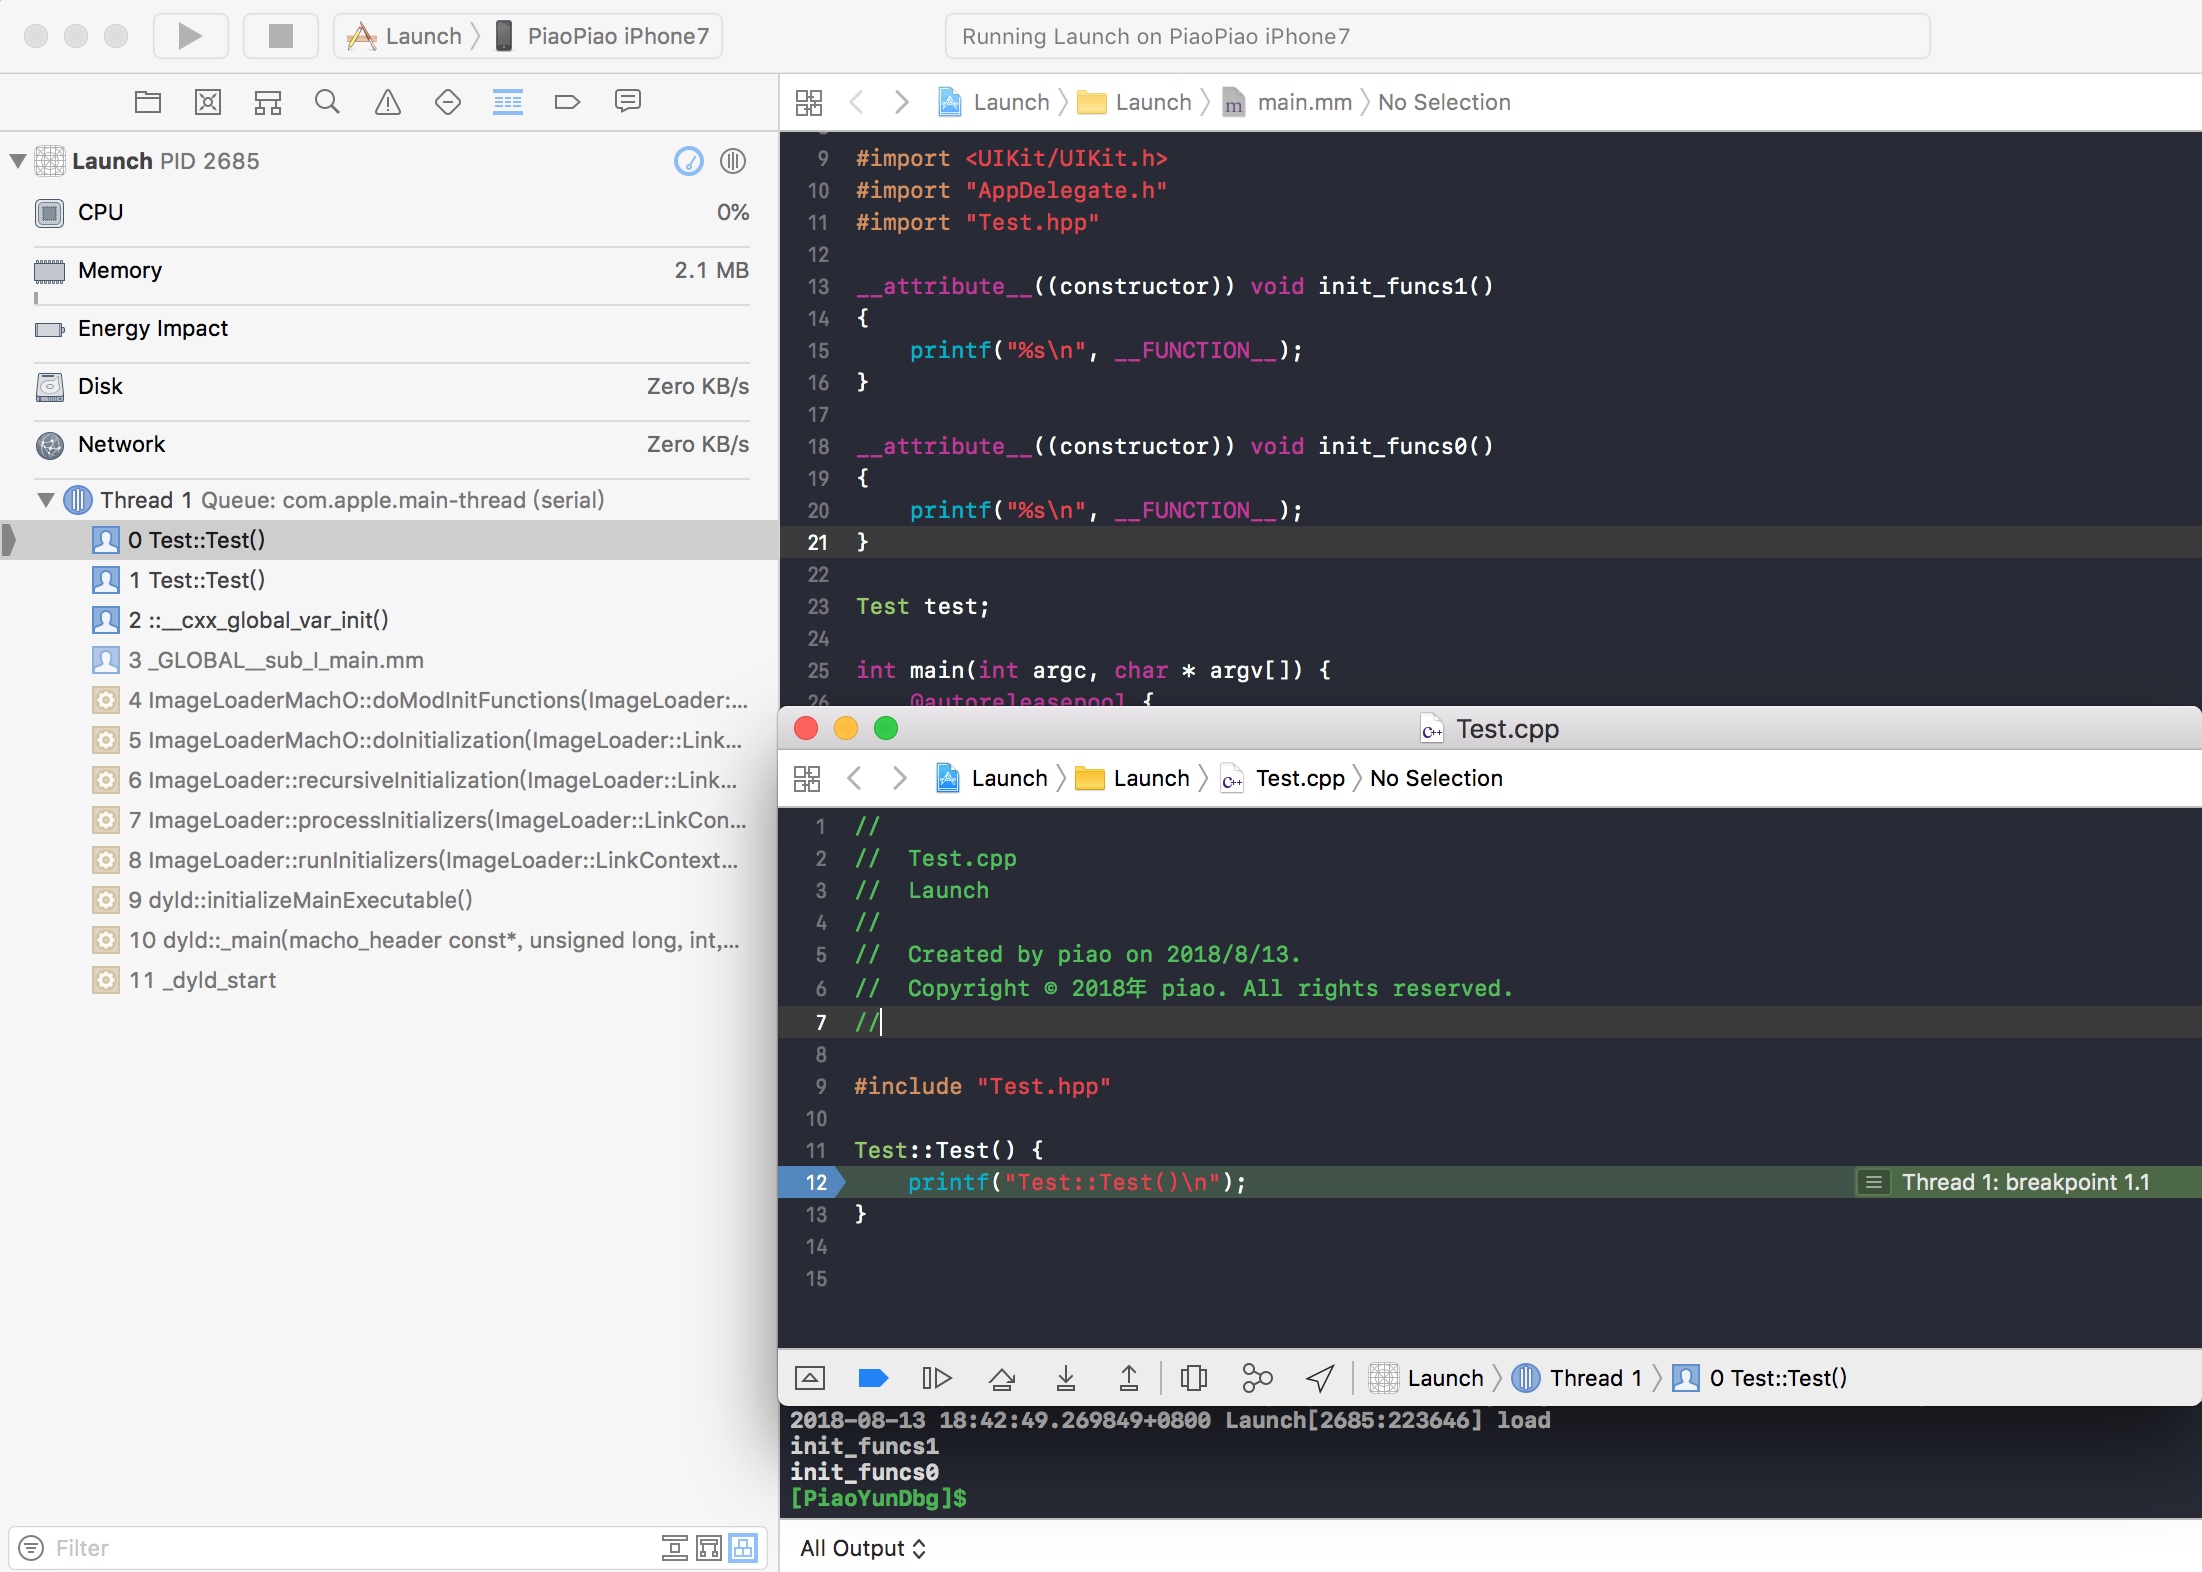 Launch PiaoPiao iPhone7
Running Launch on PiaoPiao iPhone7
Launch PID 2685
CPU 0%
Memory 2.1 MB
Energy Impact
Disk Zero KB/s
Network Zero KB/s
Thread 1 Queue: com.apple.main-thread (serial)
0 Test::Test()
1 Test::Test()
2 ::__cxx_global_var_init()
3 _GLOBAL__sub_I_main.mm
4 ImageLoaderMachO::doModInitFunctions(ImageLoader:...
5 ImageLoaderMachO::doInitialization(ImageLoader::Link...
6 ImageLoader::recursiveInitialization(ImageLoader::Link...
7 ImageLoader::processInitializers(ImageLoader::LinkCon...
8 ImageLoader::runInitializers(ImageLoader::LinkContext...
9 dyld::initializeMainExecutable()
10 dyld::_main(macho_header const*, unsigned long, int,...
11 _dyld_start
Filter
Launch Launch m main.mm No Selection
9 #import <UIKit/UIKit.h>
10 #import "AppDelegate.h"
11 #import "Test.hpp"
12
13 __attribute__((constructor)) void init_funcs1()
14 {
15 printf("%s\n", __FUNCTION__);
16 }
17
18 __attribute__((constructor)) void init_funcs0()
19 {
20 printf("%s\n", __FUNCTION__);
21 }
22
23 Test test;
24
25 int main(int argc, char * argv[]) {
26 @autoreleasepool {
C++ Test.cpp
Launch Launch C++ Test.cpp No Selection
1 //
2 // Test.cpp
3 // Launch
4 //
5 // Created by piao on 2018/8/13.
6 // Copyright © 2018年 piao. All rights reserved.
7 //
8
9 #include "Test.hpp"
10
11 Test::Test() {
12 printf("Test::Test()\n"); Thread 1: breakpoint 1.1
13 }
14
15
Launch Thread 1 0 Test::Test()
2018-08-13 18:42:49.269849+0800 Launch[2685:223646] load
init_funcs1
init_funcs0
[PiaoYunDbg]$
All Output